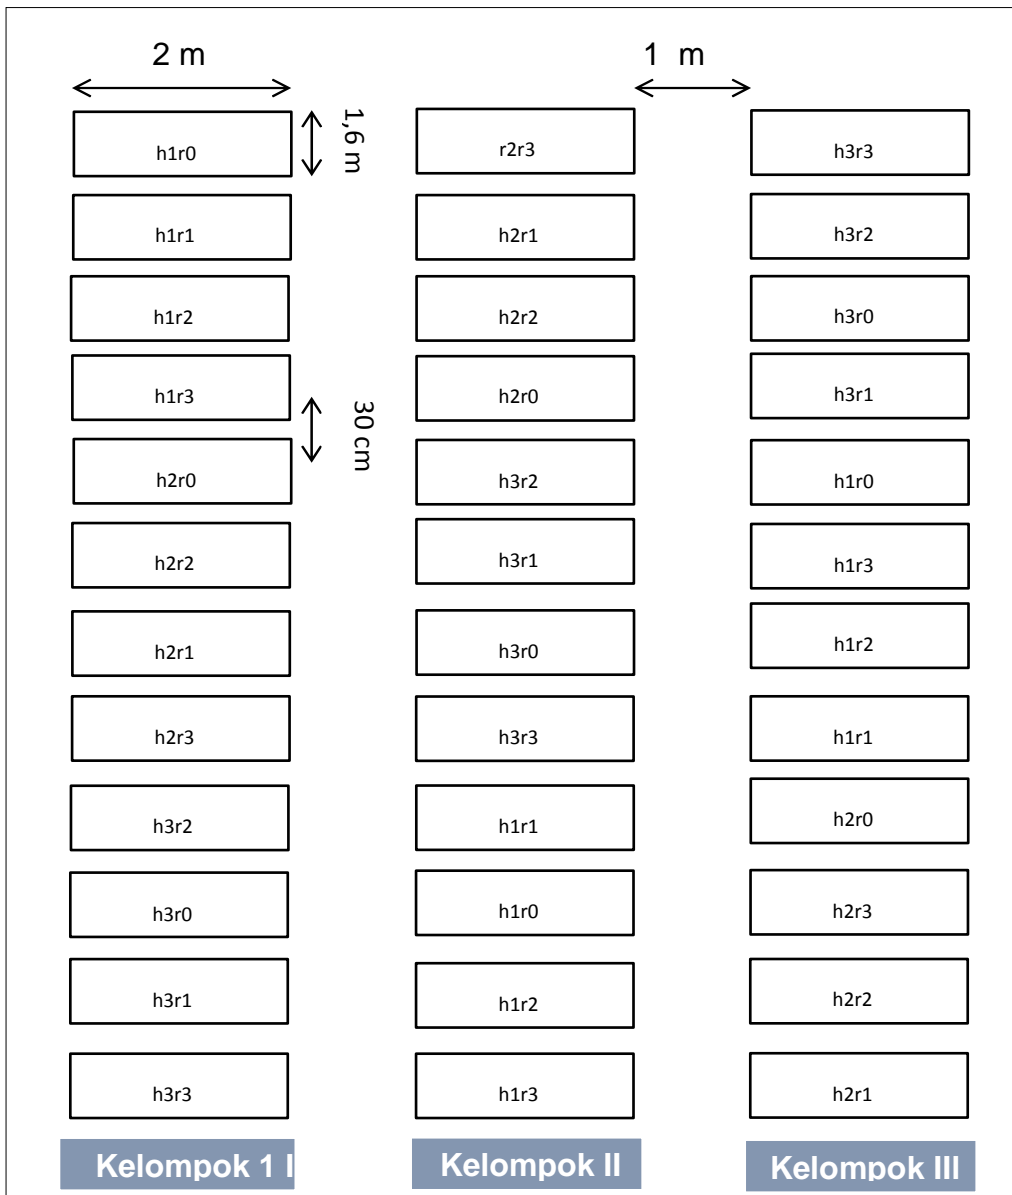 2 m
1 m
1,6 m
h1r0
r2r3
h3r3
h1r1
h2r1
h3r2
h1r2
h2r2
h3r0
h1r3
h2r0
h3r1
30 cm
h2r0
h3r2
h1r0
h2r2
h3r1
h1r3
h2r1
h3r0
h1r2
h2r3
h3r3
h1r1
h3r2
h1r1
h2r0
h3r0
h1r0
h2r3
h3r1
h1r2
h2r2
h3r3
h1r3
h2r1
Kelompok 1 I
Kelompok II
Kelompok III